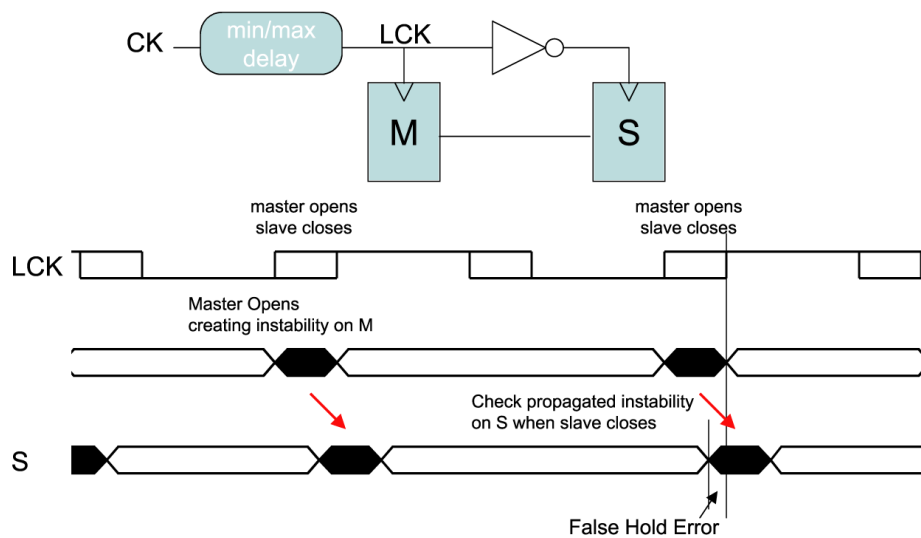 CK
min/max
delay
LCK
M
S
master opens
slave closes
master opens
slave closes
LCK
Master Opens
creating instability on M
Check propagated instability
on S when slave closes
S
False Hold Error